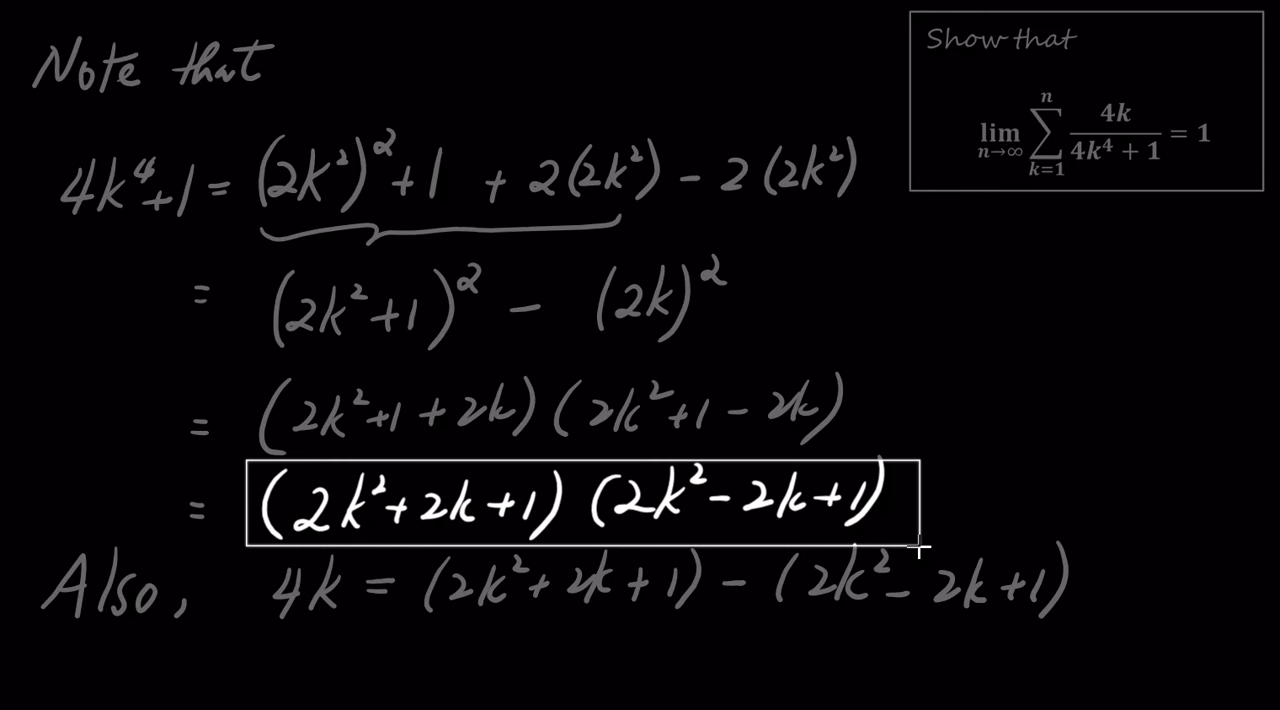 Note that
4k⁴+1 = (2k²)² + 1 + 2(2k²) - 2(2k²)
= (2k²+1)² - (2k)²
= (2k²+1+2k)(2k²+1-2k)
= (2k²+2k+1)(2k²-2k+1)
Also, 4k = (2k²+2k+1) - (2k²-2k+1)
Show that
lim n→∞ ∑ k=1 n 4k / 4k⁴ + 1 = 1